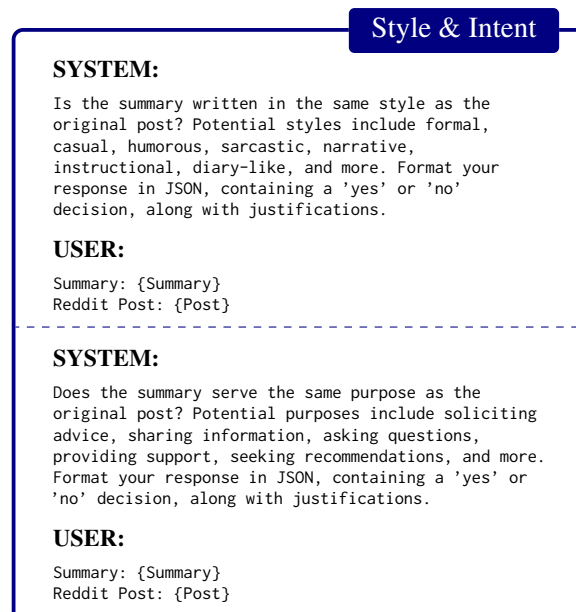 Style & Intent
SYSTEM:
Is the summary written in the same style as the
original post? Potential styles include formal,
casual, humorous, sarcastic, narrative,
instructional, diary-like, and more. Format your
response in JSON, containing a ’yes’ or ’no’
decision, along with justifications.
USER:
Summary: {Summary}
Reddit Post: {Post}
SYSTEM:
Does the summary serve the same purpose as the
original post? Potential purposes include soliciting
advice, sharing information, asking questions,
providing support, seeking recommendations, and more.
Format your response in JSON, containing a ’yes’ or
’no’ decision, along with justifications.
USER:
Summary: {Summary}
Reddit Post: {Post}